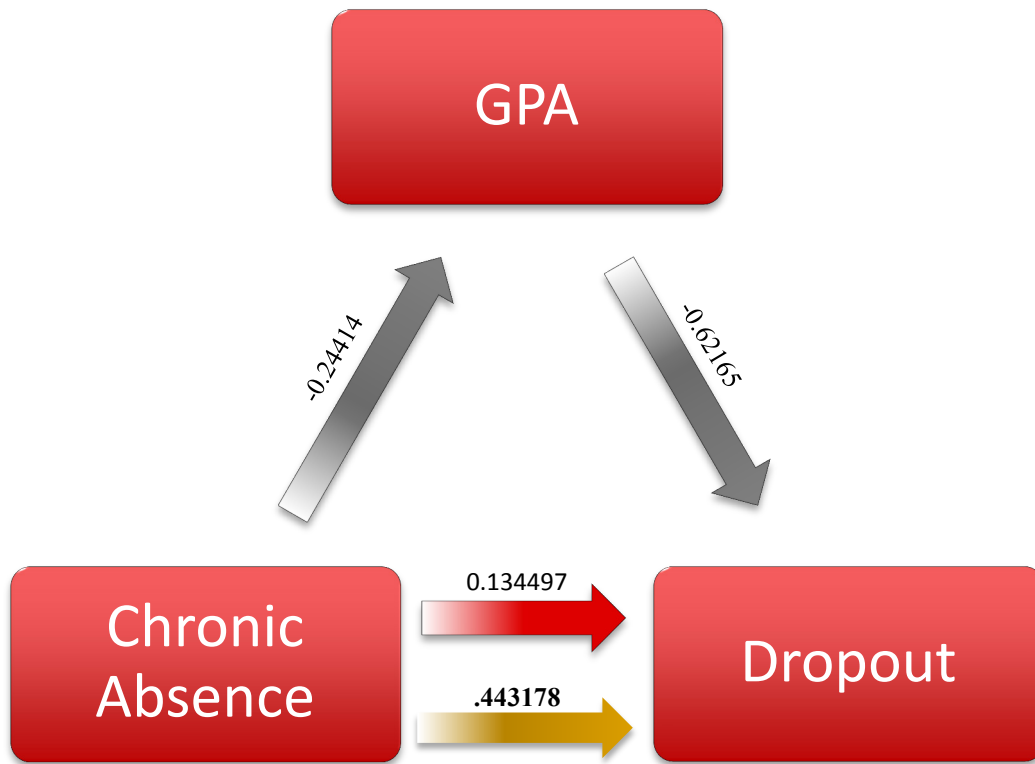 GPA
-0.24414
-0.62165
Chronic
Absence
0.134497
.443178
Dropout